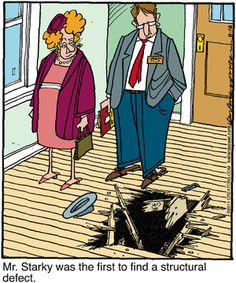 Mr. Starky was the first to find a structural
defect.